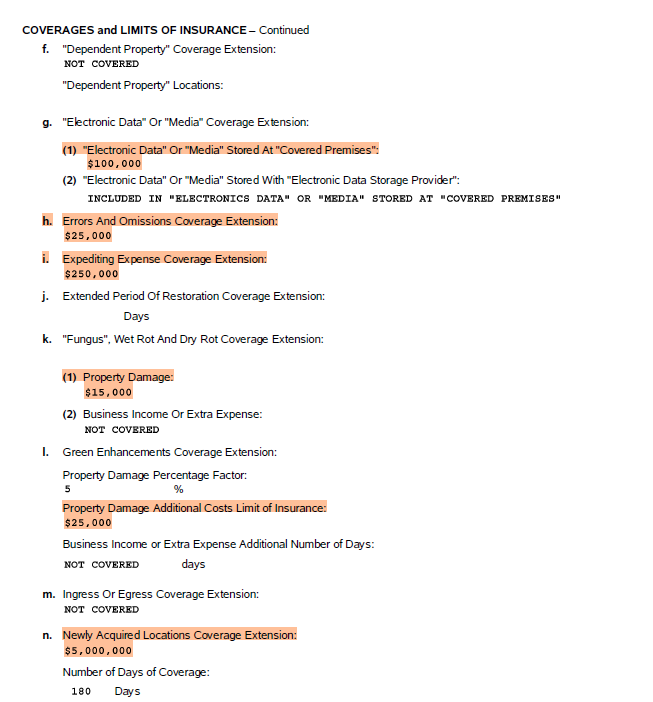 COVERAGES and LIMITS OF INSURANCE – Continued
f. "Dependent Property" Coverage Extension:
NOT COVERED
"Dependent Property" Locations:
g. "Electronic Data" Or "Media" Coverage Extension:
(1) "Electronic Data" Or "Media" Stored At "Covered Premises":
$100,000
(2) "Electronic Data" Or "Media" Stored With "Electronic Data Storage Provider":
INCLUDED IN "ELECTRONICS DATA" OR "MEDIA" STORED AT "COVERED PREMISES"
h. Errors And Omissions Coverage Extension:
$25,000
i. Expediting Expense Coverage Extension:
$250,000
j. Extended Period Of Restoration Coverage Extension:
Days
k. "Fungus", Wet Rot And Dry Rot Coverage Extension:
(1) Property Damage:
$15,000
(2) Business Income Or Extra Expense:
NOT COVERED
l. Green Enhancements Coverage Extension:
Property Damage Percentage Factor:
5 %
Property Damage Additional Costs Limit of Insurance:
$25,000
Business Income or Extra Expense Additional Number of Days:
NOT COVERED days
m. Ingress Or Egress Coverage Extension:
NOT COVERED
n. Newly Acquired Locations Coverage Extension:
$5,000,000
Number of Days of Coverage:
180 Days